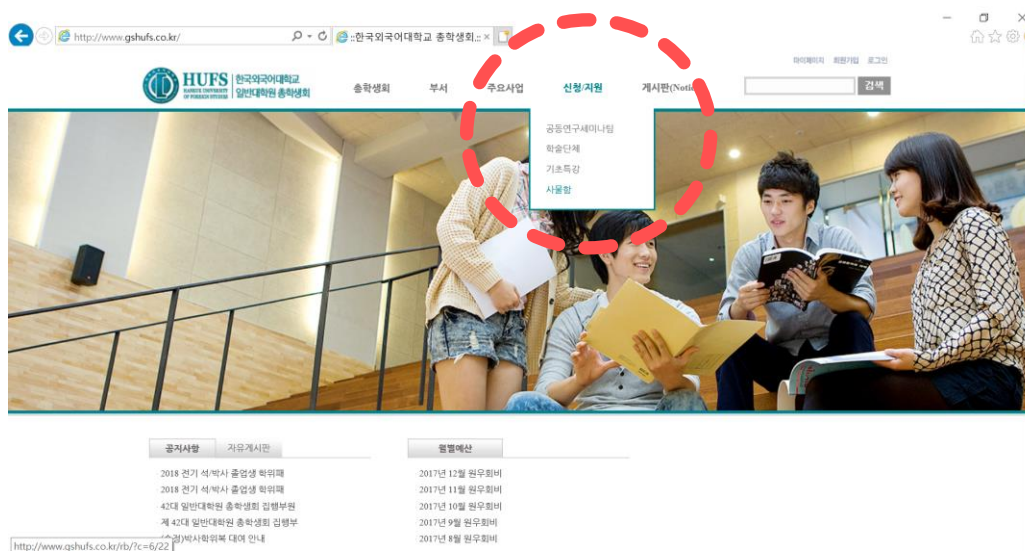 http://www.gshufs.co.kr/
::한국외국어대학교 총학생회.:: ×
마이페이지 회원가입 로그인
HUFS
HANKUK UNIVERSITY
OF FOREIGN STUDIES
한국외국어대학교
일반대학원 총학생회
총학생회 부서 주요사업 신청/지원
검색
공동연구세미나팀
학술단체
기초특강
사물함
공지사항 자유게시판
2018 전기 석/박사 졸업생 학위패
2018 전기 석/박사 졸업생 학위패
42대 일반대학원 총학생회 집행부원
제 42대 일반대학원 총학생회 집행부
박사학위복 대여 안내
월별예산
2017년 12월 원우회비
2017년 11월 원우회비
2017년 10월 원우회비
2017년 9월 원우회비
2017년 8월 원우회비
http://www.gshufs.co.kr/rb/?c=6/22